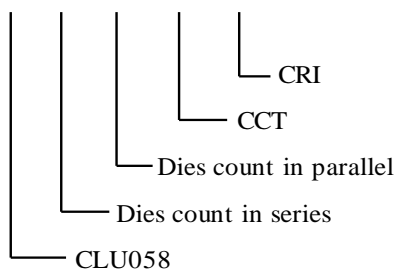 CRI
CCT
Dies count in parallel
Dies count in series
CLU058